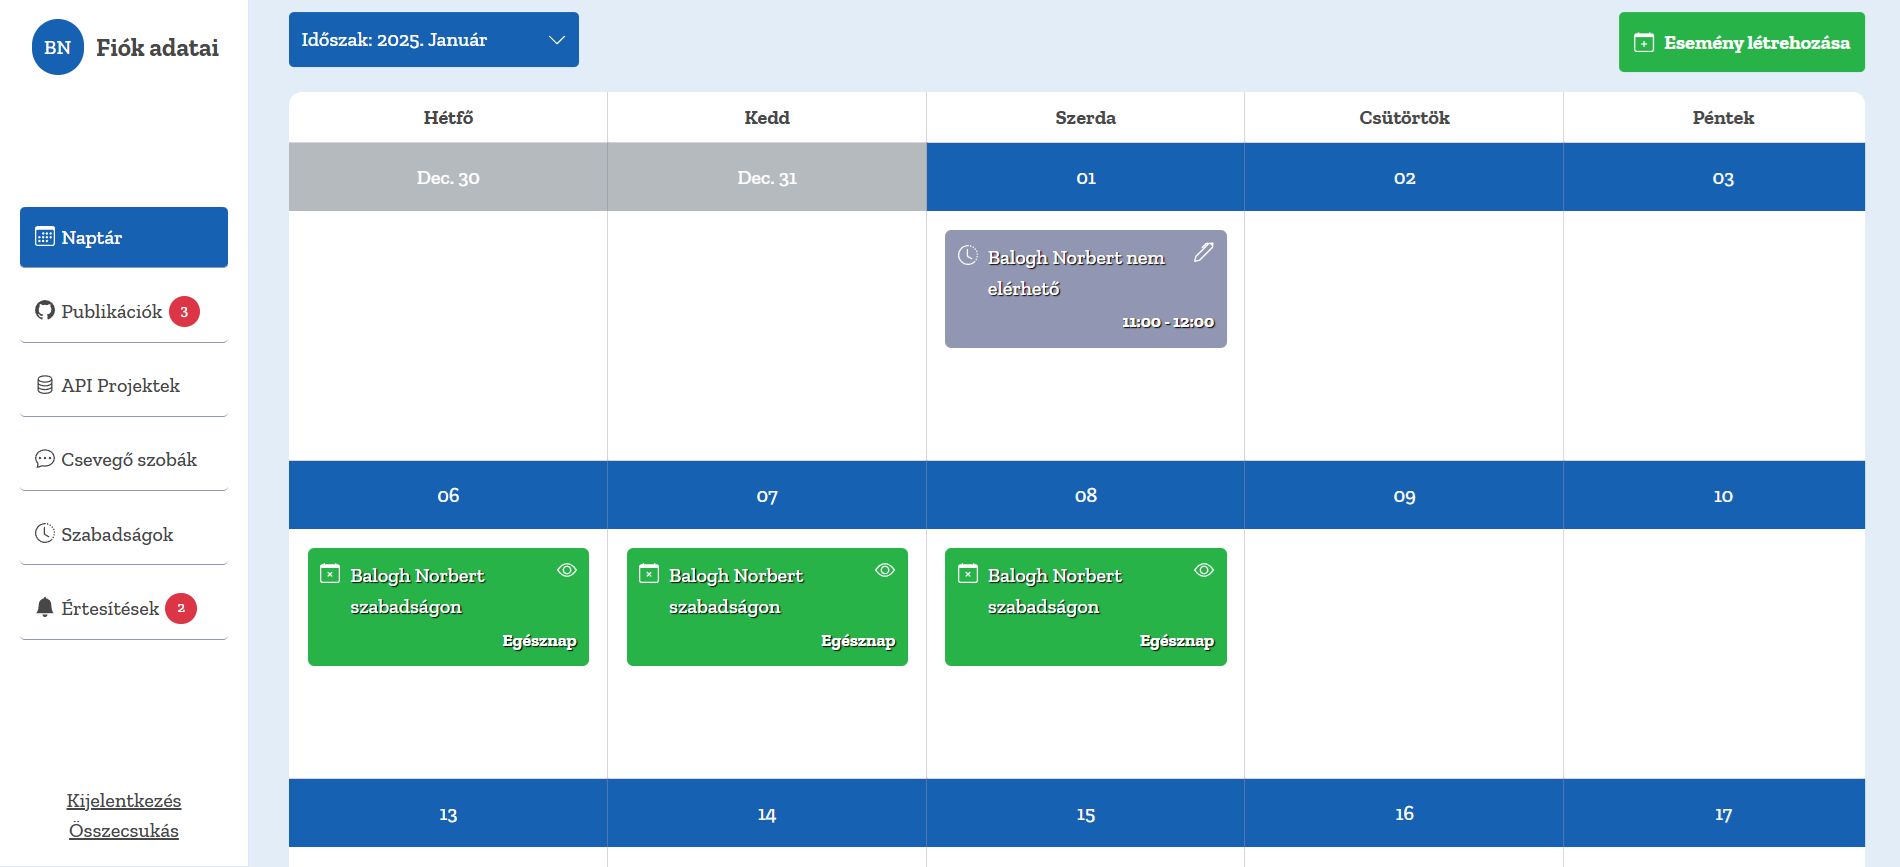 BN Fiók adatai
Naptár
Publikációk 3
API Projektek
Csevegő szobák
Szabadságok
Értesítések 2
Kijelentkezés
Összecsukás
Időszak: 2025. Január
Esemény létrehozása
Hétfő Kedd Szerda Csütörtök Péntek
Dec. 30 Dec. 31 01 02 03
Balogh Norbert nem
elérhető
11:00 - 12:00
06 07 08 09 10
Balogh Norbert
szabadságon
Egésznap
Balogh Norbert
szabadságon
Egésznap
Balogh Norbert
szabadságon
Egésznap
13 14 15 16 17